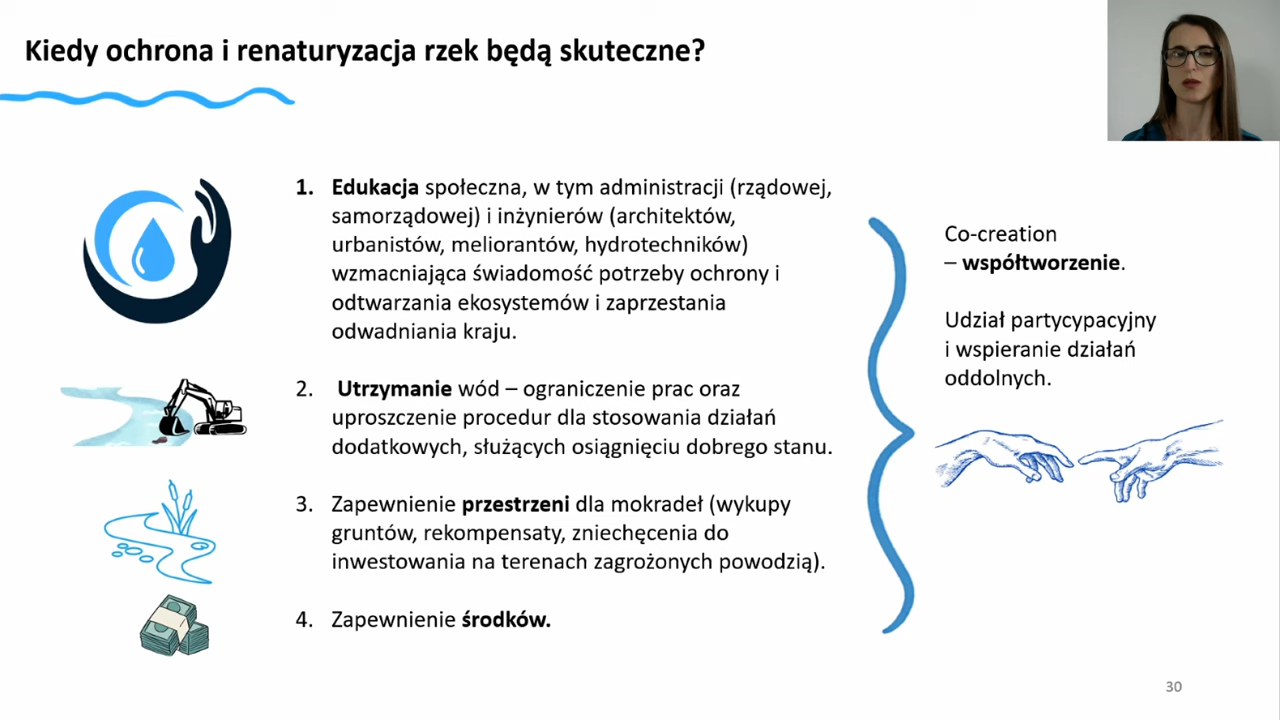 Kiedy ochrona i renaturyzacja rzek będą skuteczne?
1. Edukacja społeczna, w tym administracji (rządowej,
samorządowej) i inżynierów (architektów,
urbanistów, meliorantów, hydrotechników)
wzmacniająca świadomość potrzeby ochrony i
odtwarzania ekosystemów i zaprzestania
odwadniania kraju.
2. Utrzymanie wód – ograniczenie prac oraz
uproszczenie procedur dla stosowania działań
dodatkowych, służących osiągnięciu dobrego stanu.
3. Zapewnienie przestrzeni dla mokradeł (wykupy
gruntów, rekompensaty, zniechęcenia do
inwestowania na terenach zagrożonych powodzią).
4. Zapewnienie środków.
Co-creation
– współtworzenie.
Udział partycypacyjny
i wspieranie działań
oddolnych.
30